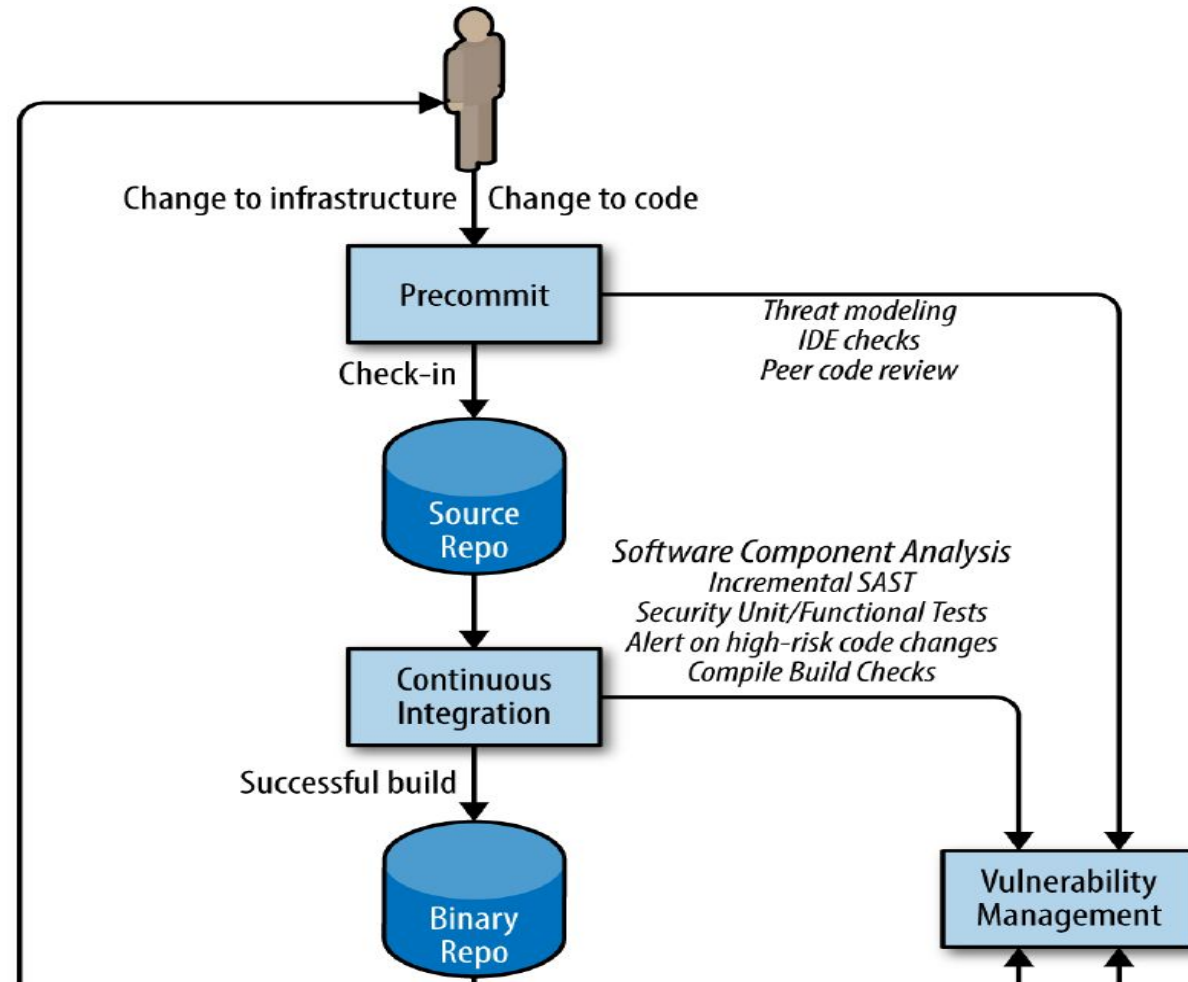 Change to infrastructure
Change to code
Precommit
Threat modeling
IDE checks
Peer code review
Check-in
Source
Repo
Software Component Analysis
Incremental SAST
Security Unit/Functional Tests
Alert on high-risk code changes
Compile Build Checks
Continuous
Integration
Successful build
Binary
Repo
Vulnerability
Management